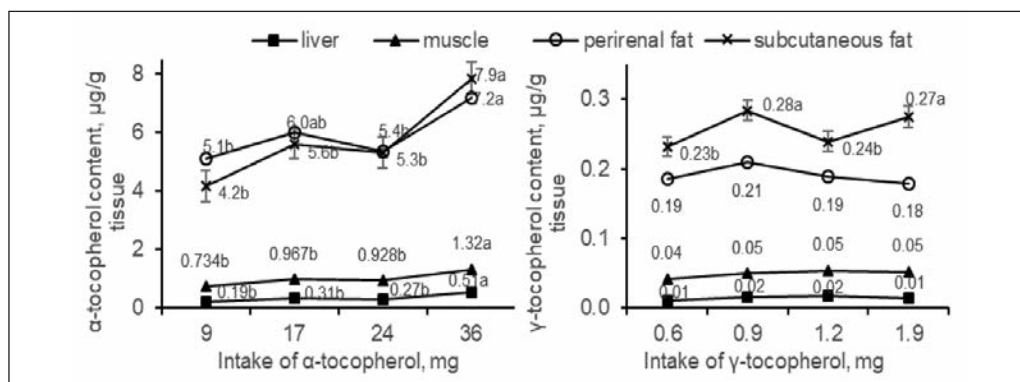 liver muscle perirenal fat subcutaneous fat
α-tocopherol content, µg/g
tissue
8
6
4
2
0
5.1b
6.0ab
5.4b
7.9a
7.2a
4.2b
5.6b
5.3b
0.734b
0.967b
0.928b
1.32a
0.19b
0.31b
0.27b
0.51a
9 17 24 36
Intake of α-tocopherol, mg
γ-tocopherol content, µg/g
tissue
0.3
0.2
0.1
0.0
0.23b
0.28a
0.24b
0.27a
0.19
0.21
0.19
0.18
0.04
0.05
0.05
0.05
0.01
0.02
0.02
0.01
0.6 0.9 1.2 1.9
Intake of γ-tocopherol, mg